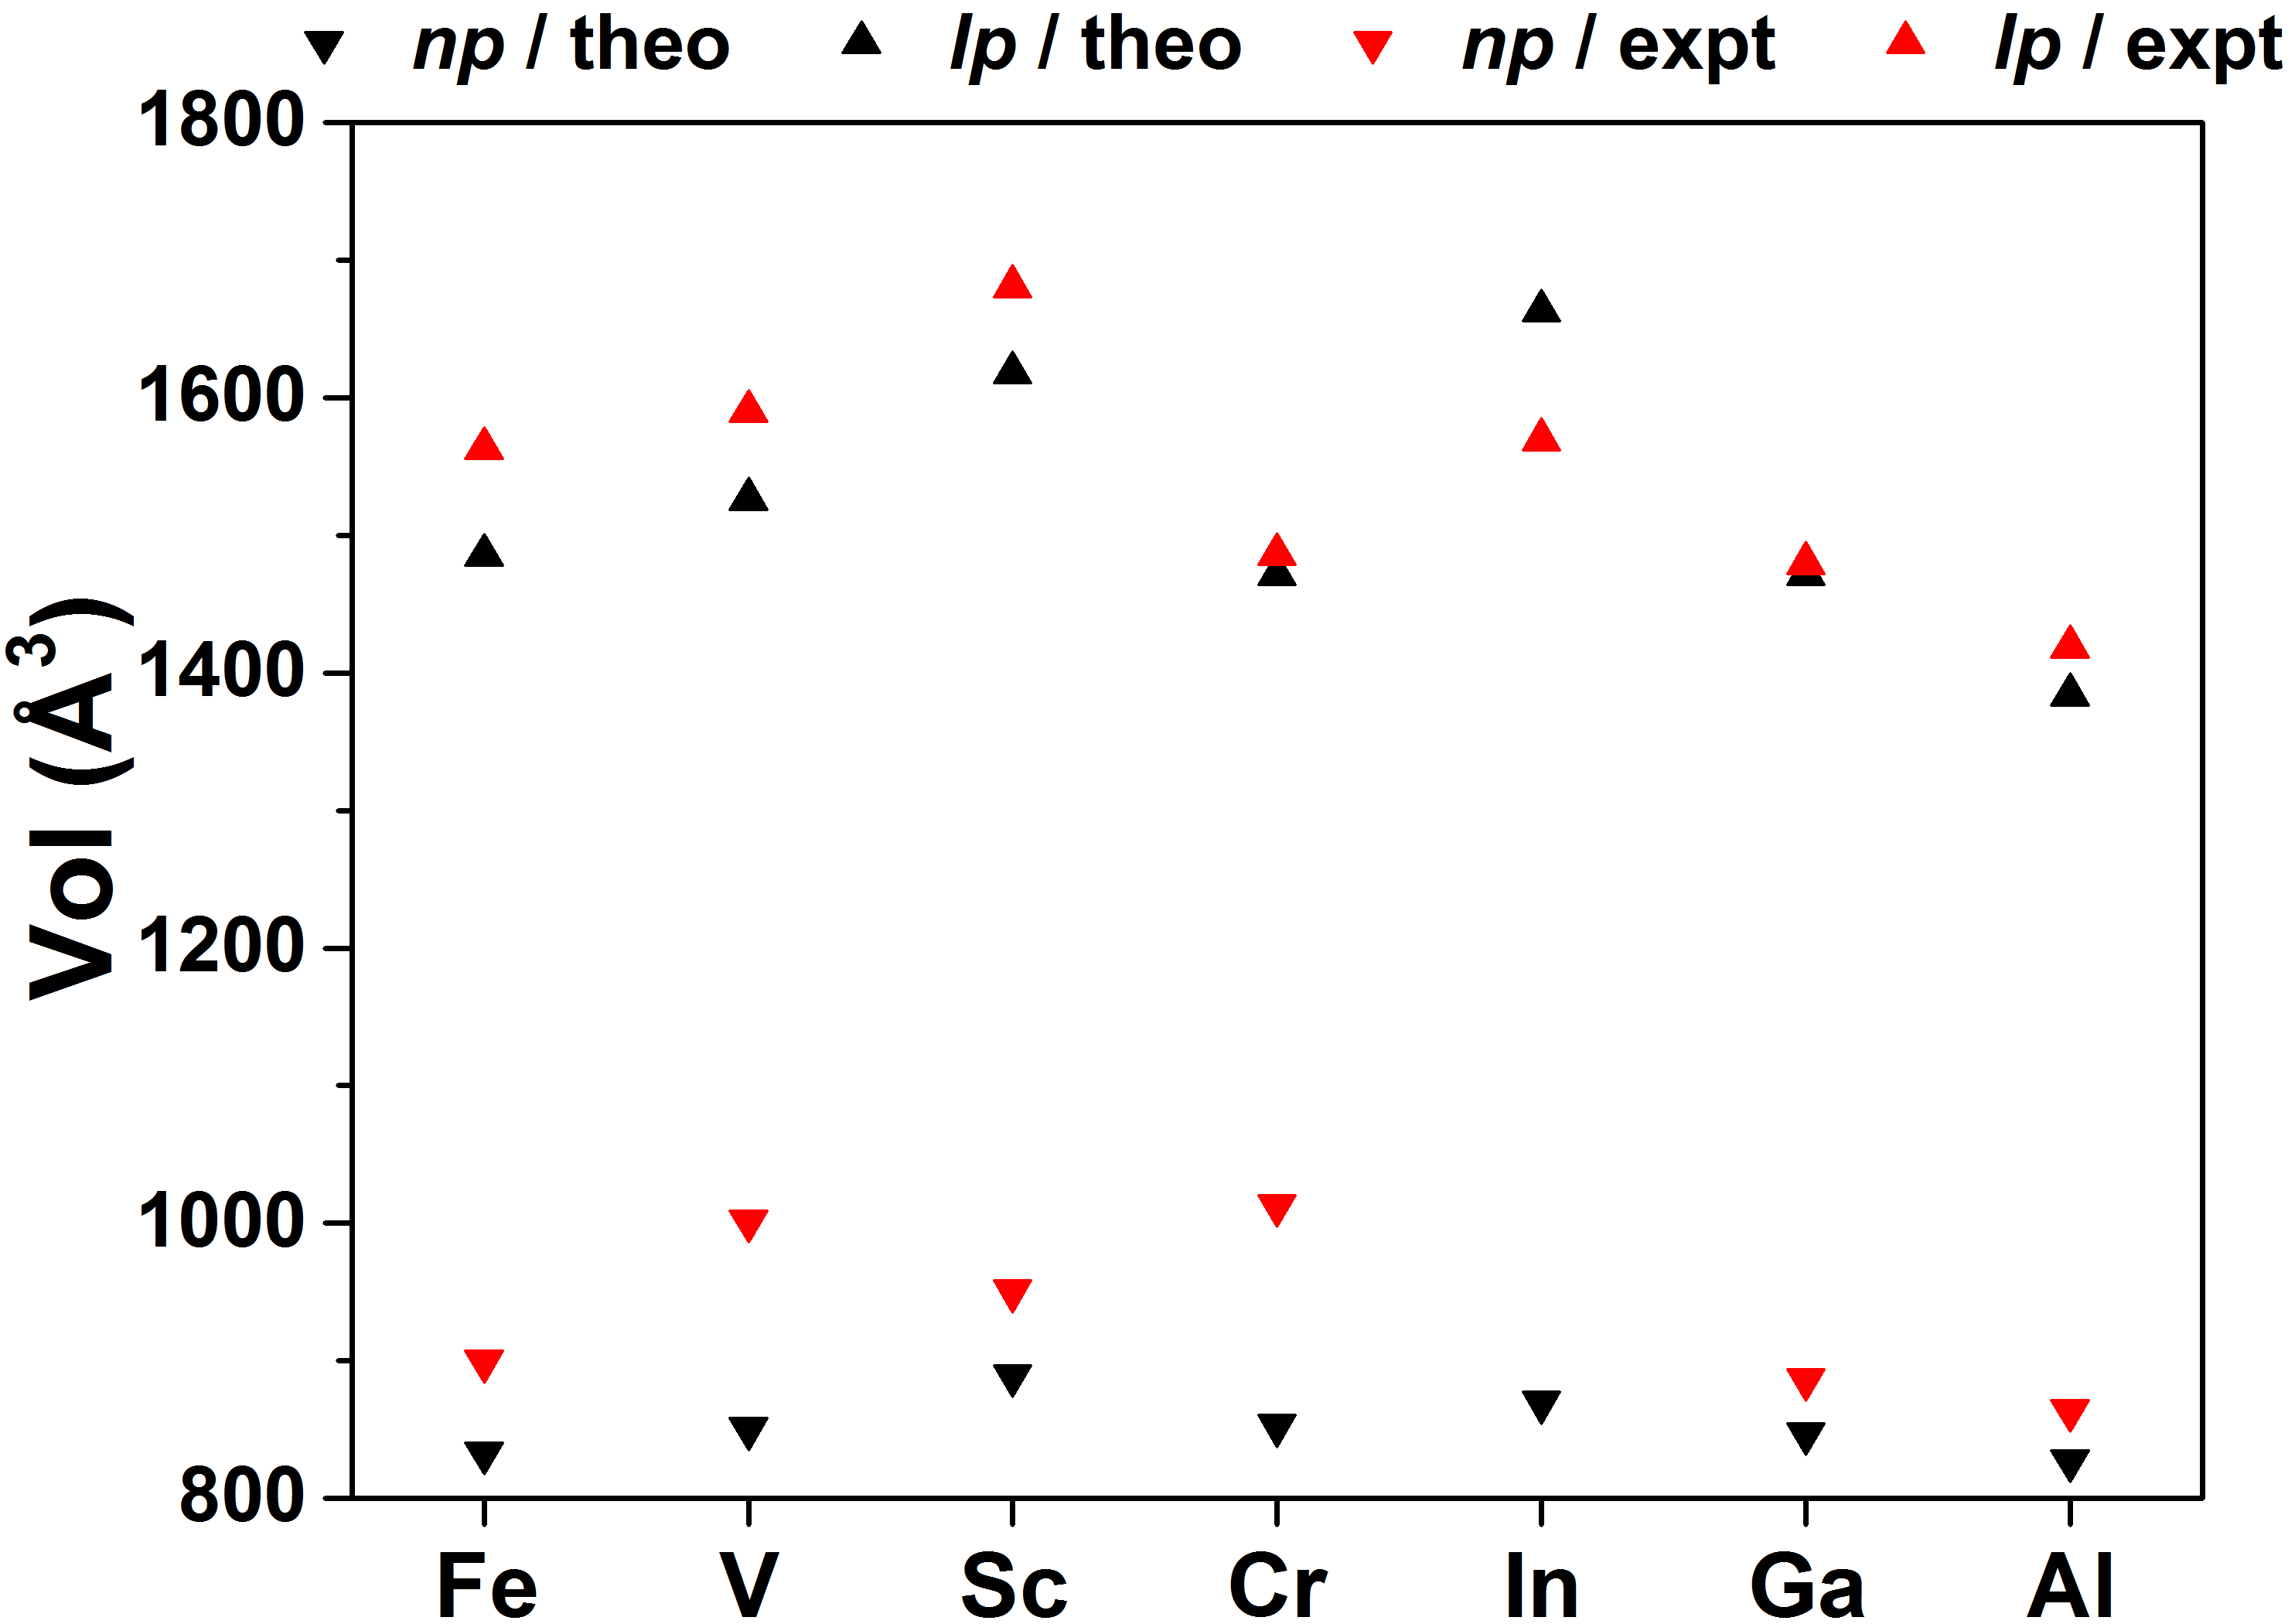 np / theo lp / theo np / expt lp / expt
1800
1600
1400
1200
1000
800
Vol (Å³)
Fe V Sc Cr In Ga Al